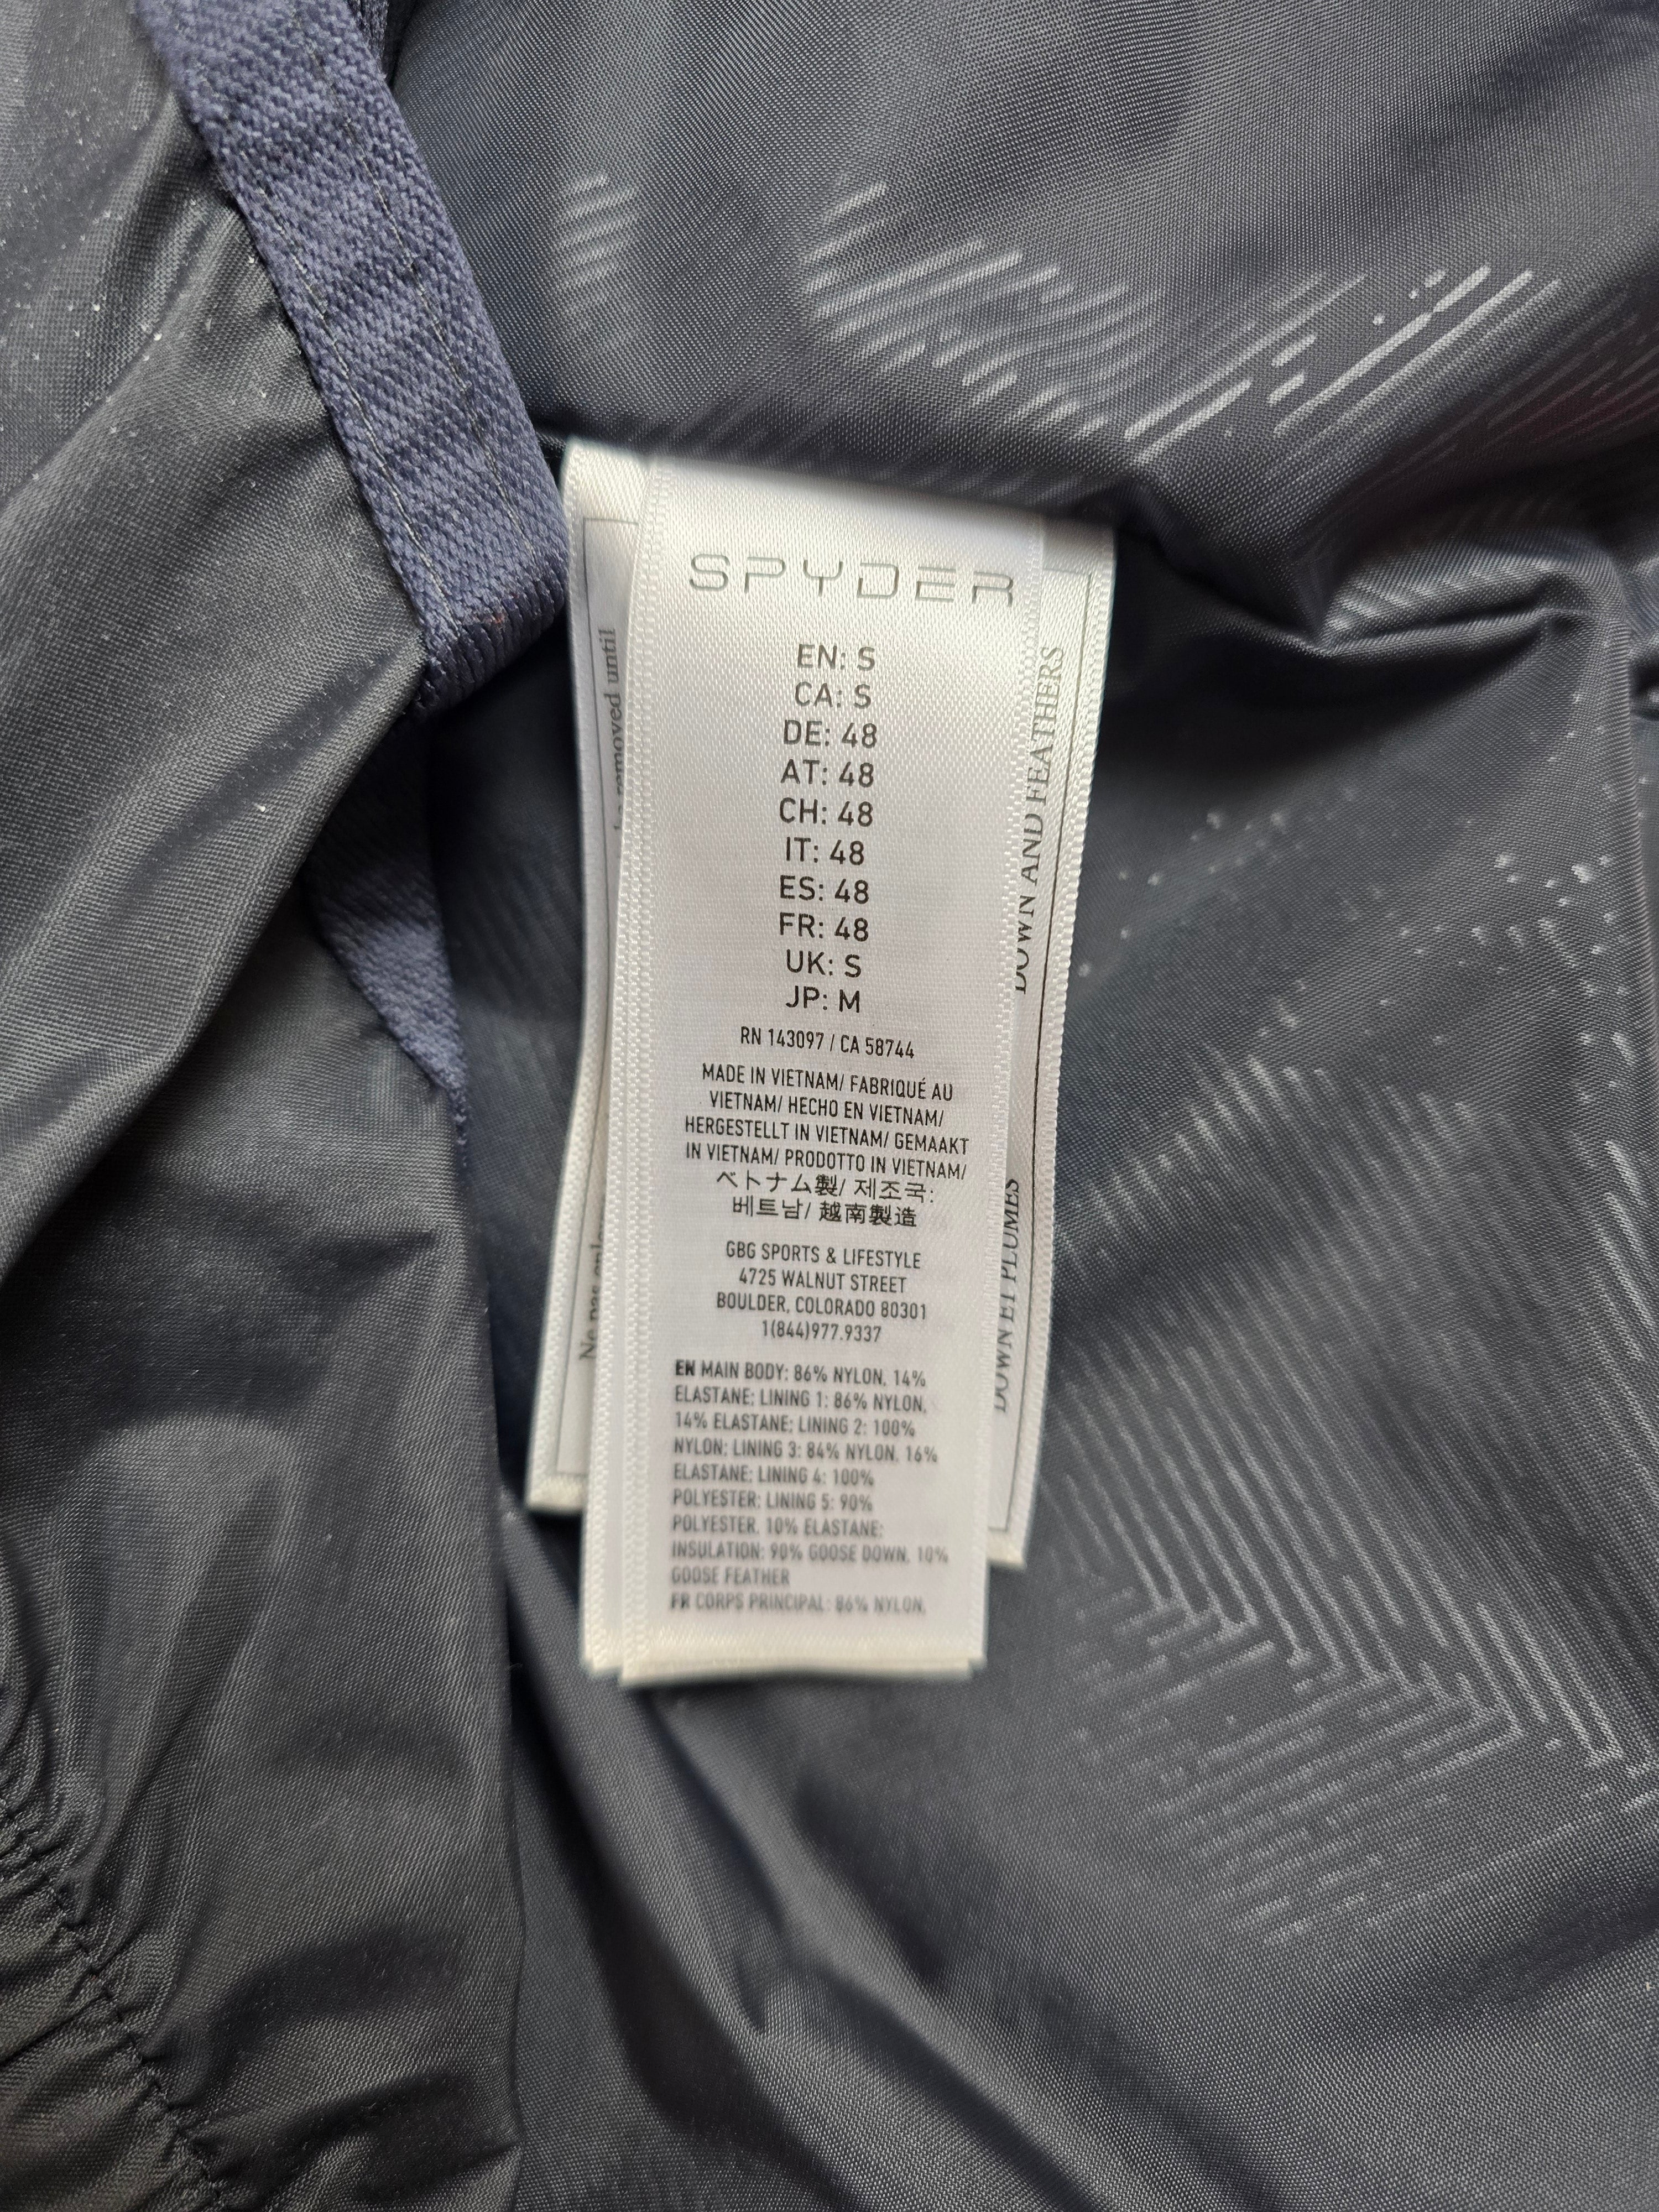 SPYDER
EN: S
CA: S
DE: 48
AT: 48
CH: 48
IT: 48
ES: 48
FR: 48
UK: S
JP: M
RN 143097 / CA 58744
MADE IN VIETNAM/ FABRIQUÉ AU
VIETNAM/ HECHO EN VIETNAM/
HERGESTELLT IN VIETNAM/ GEMAAKT
IN VIETNAM/ PRODOTTO IN VIETNAM/
ベトナム製/ 제조국:
베트남/ 越南製造
GBG SPORTS & LIFESTYLE
4725 WALNUT STREET
BOULDER, COLORADO 80301
1(844)977.9337
EN MAIN BODY: 86% NYLON, 14%
ELASTANE; LINING 1: 86% NYLON,
14% ELASTANE; LINING 2: 100%
NYLON; LINING 3: 84% NYLON, 16%
ELASTANE; LINING 4: 100%
POLYESTER; LINING 5: 90%
POLYESTER, 10% ELASTANE;
INSULATION: 90% GOOSE DOWN, 10%
GOOSE FEATHER
FR CORPS PRINCIPAL: 86% NYLON,
removed until
Ne pas
DOWN AND FEATHERS
DOWN ET PLUMES